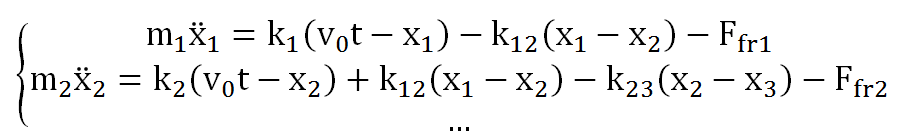 m₁ẍ₁ = k₁(v₀t − x₁) − k₁₂(x₁ − x₂) − F_fr1
m₂ẍ₂ = k₂(v₀t − x₂) + k₁₂(x₁ − x₂) − k₂₃(x₂ − x₃) − F_fr2
...